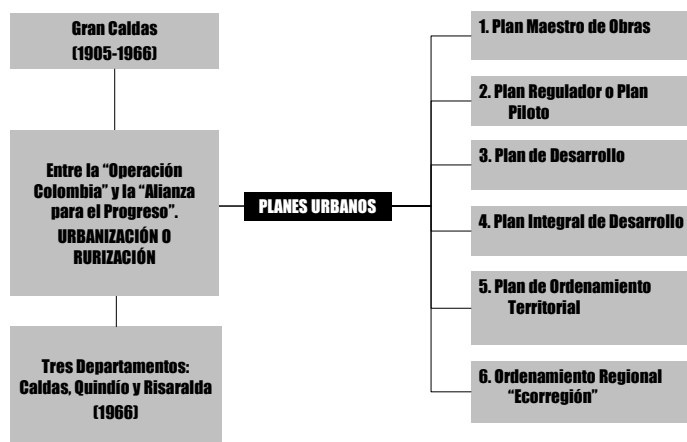 Gran Caldas
(1905-1966)
Entre la “Operación
Colombia” y la “Alianza
para el Progreso”.
URBANIZACIÓN O
RURIZACIÓN
Tres Departamentos:
Caldas, Quindío y Risaralda
(1966)
PLANES URBANOS
1. Plan Maestro de Obras
2. Plan Regulador o Plan
Piloto
3. Plan de Desarrollo
4. Plan Integral de Desarrollo
5. Plan de Ordenamiento
Territorial
6. Ordenamiento Regional
“Ecorregión”